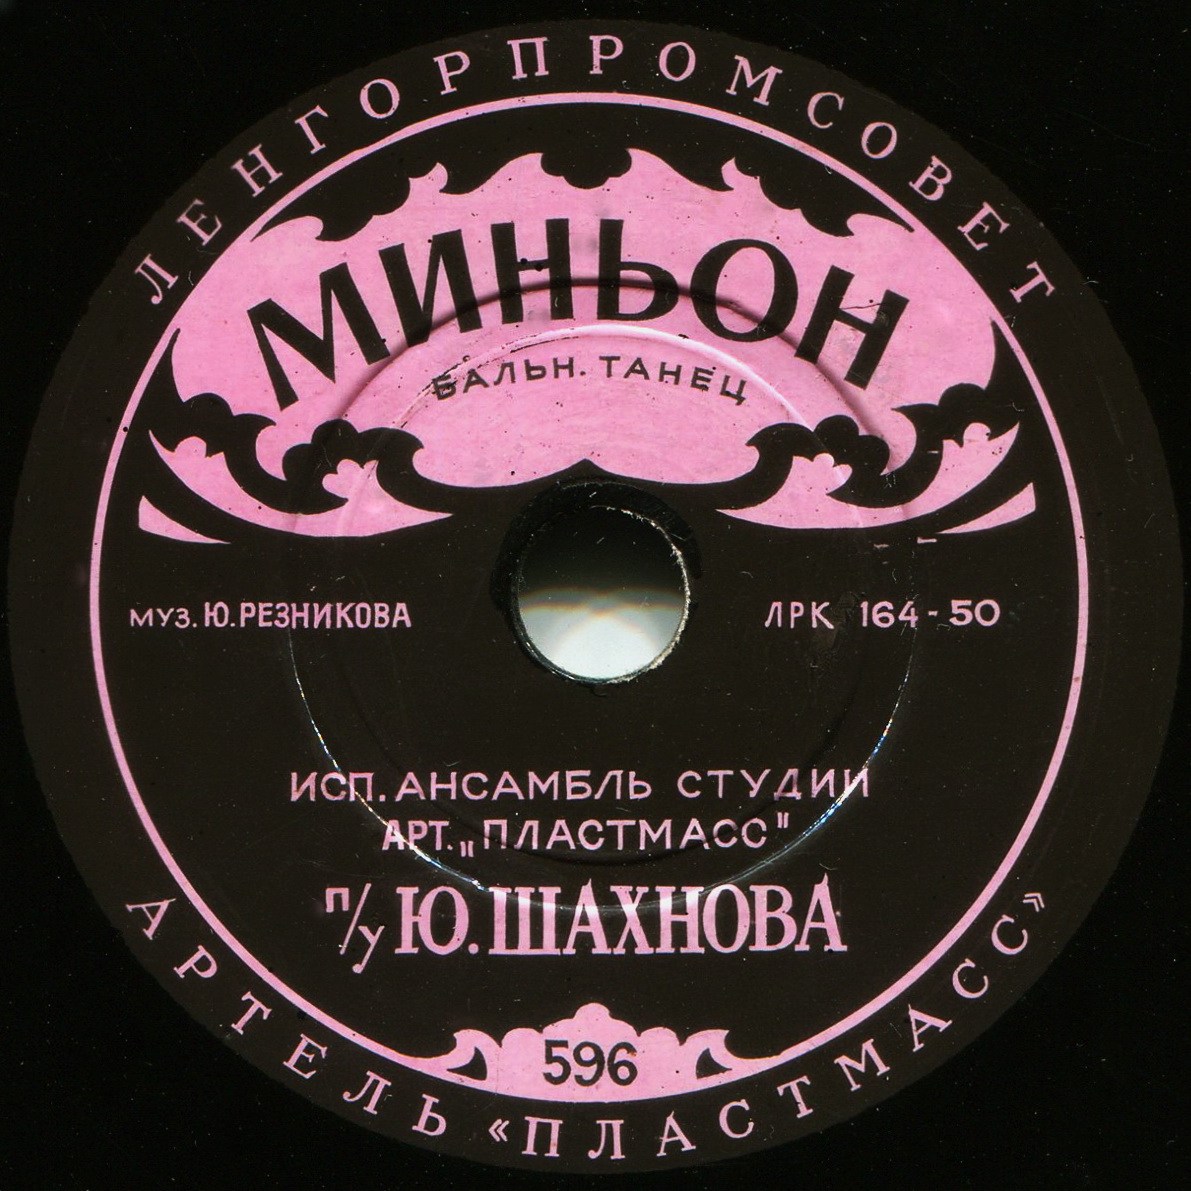 ЛЕНГОРПРОМСОВЕТ
МИНЬОН
БАЛЬН. ТАНЕЦ
МУЗ. Ю. РЕЗНИКОВА
ЛРК 164-50
ИСП. АНСАМБЛЬ СТУДИИ
АРТ. „ПЛАСТМАСС"
п/у Ю. ШАХНОВА
596
АРТЕЛЬ «ПЛАСТМАСС»